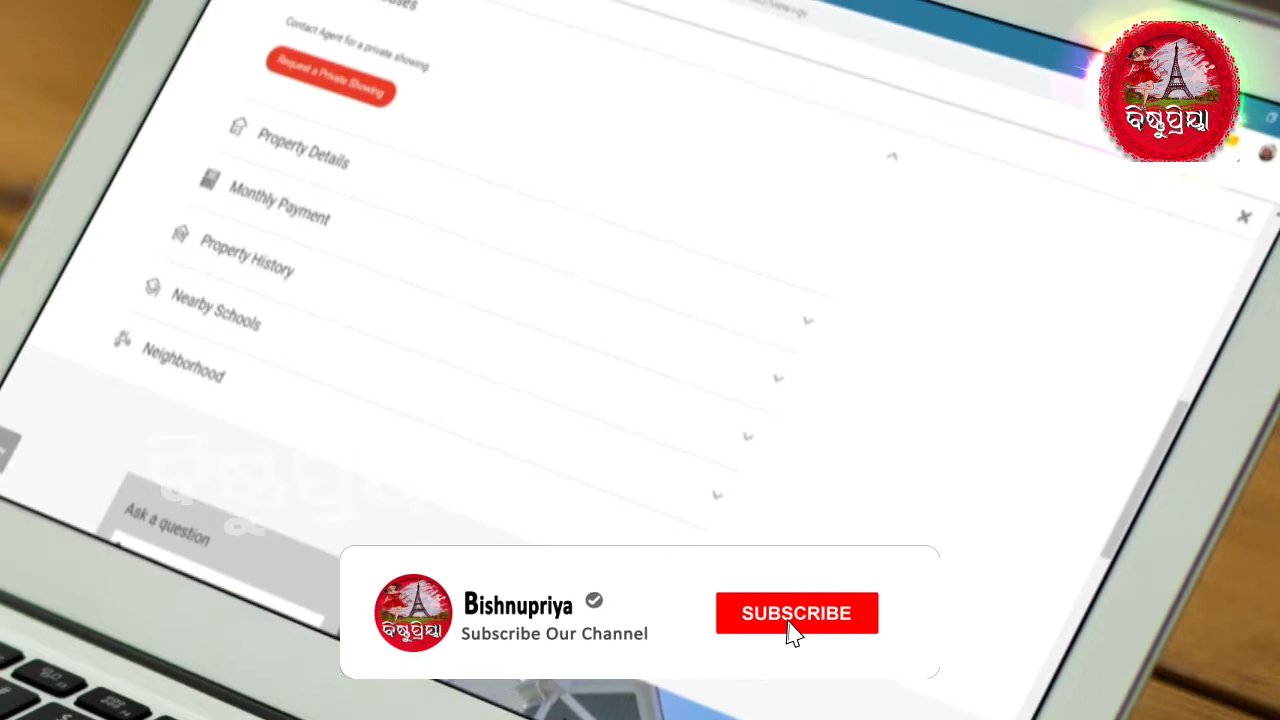 Contact Agent for a private showing.
Request a Private Showing
Property Details
Monthly Payment
Property History
Nearby Schools
Neighborhood
Ask a question
ବିଷ୍ଣୁପ୍ରିୟା
Bishnupriya
Subscribe Our Channel
SUBSCRIBE
ବିଷ୍ଣୁପ୍ରିୟା